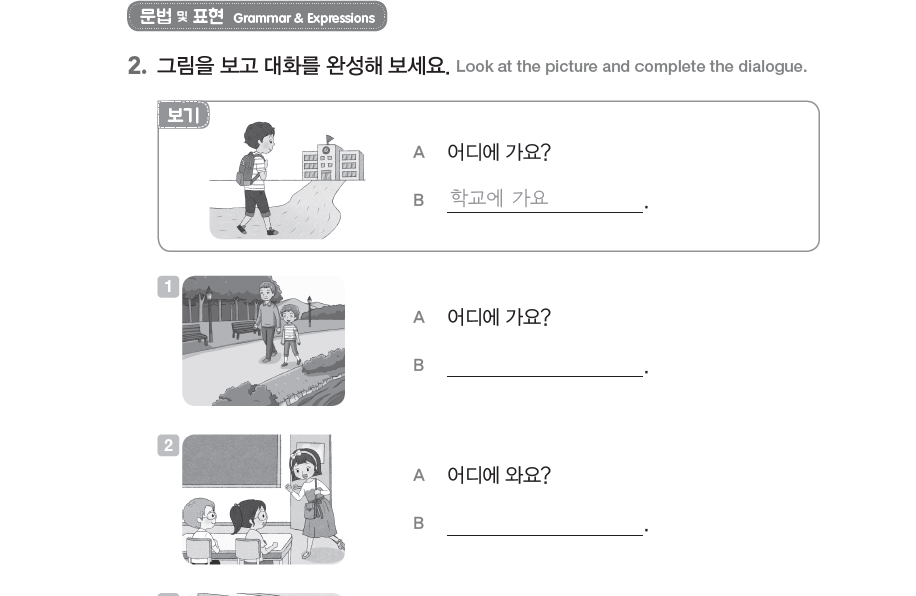 문법 및 표현 Grammar & Expressions
2. 그림을 보고 대화를 완성해 보세요. Look at the picture and complete the dialogue.
보기
A 어디에 가요?
B 학교에 가요.
1
A 어디에 가요?
B .
2
A 어디에 와요?
B .